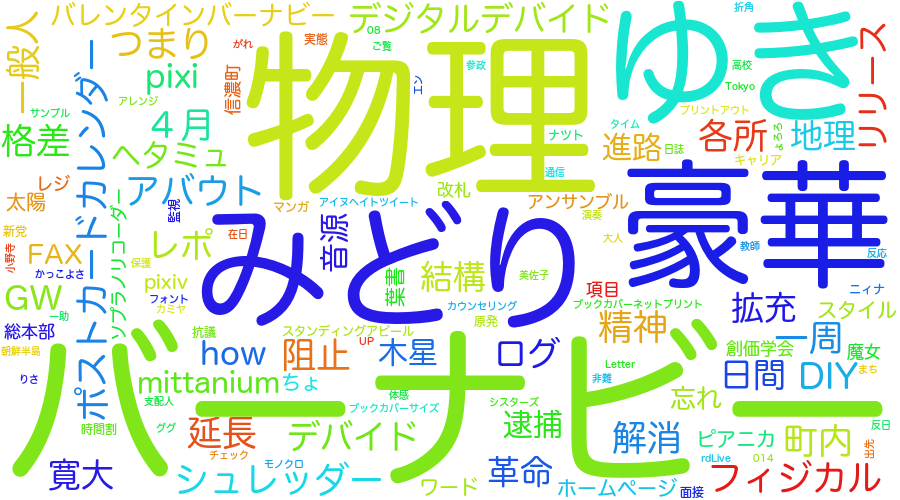 バレンタインバーナビー
デジタルデバイド
08
ご覧
折角
一般人
つまり
がれ
実態
物理
ゆき
リリース
pixi
信濃町
エン
参政
高校
Tokyo
サンプル
アレンジ
ポストカードカレンダー
4月
格差
ヘタミュ
ナツト
タイム
プリントアウト
よろろ
進路
各所
地理
日誌
通信
キャリア
レジ
アバウト
改札
太陽
監視
マンガ
アイヌヘイトツイート
アンサンブル
豪華
演奏
大人
教師
反応
新党
小野寺
ソプラノリコーダー
レポ
在日
音源
みどり
FAX
かっこよさ
保護
pixiv
葉書
結構
美佐子
項目
ニィナ
GW
一助
フォント
カミヤ
カウンセリング
ブックカバーネットプリント
拡充
スタイル
総本部
抗議
スタンディングアピール
原発
精神
一周
朝鮮半島
バーナビー
how
阻止
UP
木星
ログ
創価学会
魔女
りさ
mittanium
ちょ
Letter
非難
日間
DIY
まち
支配人
体感
シスターズ
忘れ
時間割
ググ
延長
ブックカバーサイズ
デバイド
逮捕
解消
ピアニカ
町内
反日
出先
チェック
寛大
シュレッダー
モノクロ
ワード
革命
ホームページ
面接
rdLive
014
フィジカル